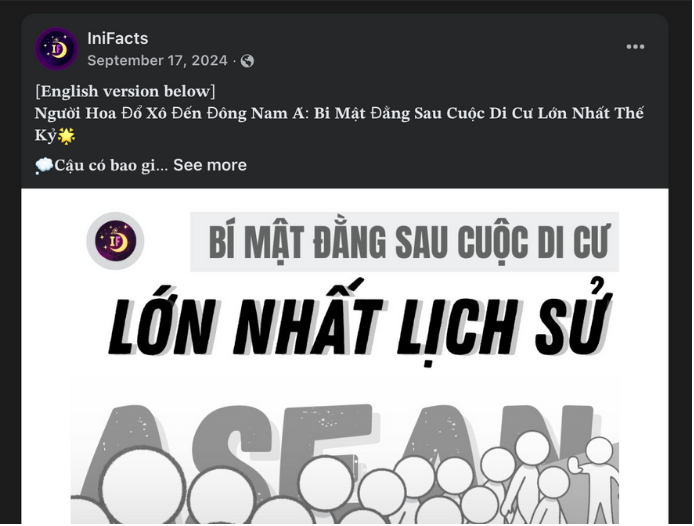 IniFacts
September 17, 2024 ·
[English version below]
Người Hoa Đổ Xô Đến Đông Nam Á: Bí Mật Đằng Sau Cuộc Di Cư Lớn Nhất Thế
Kỷ🌟
💭Cậu có bao gi... See more
IF
BÍ MẬT ĐẰNG SAU CUỘC DI CƯ
LỚN NHẤT LỊCH SỬ
ASEAN